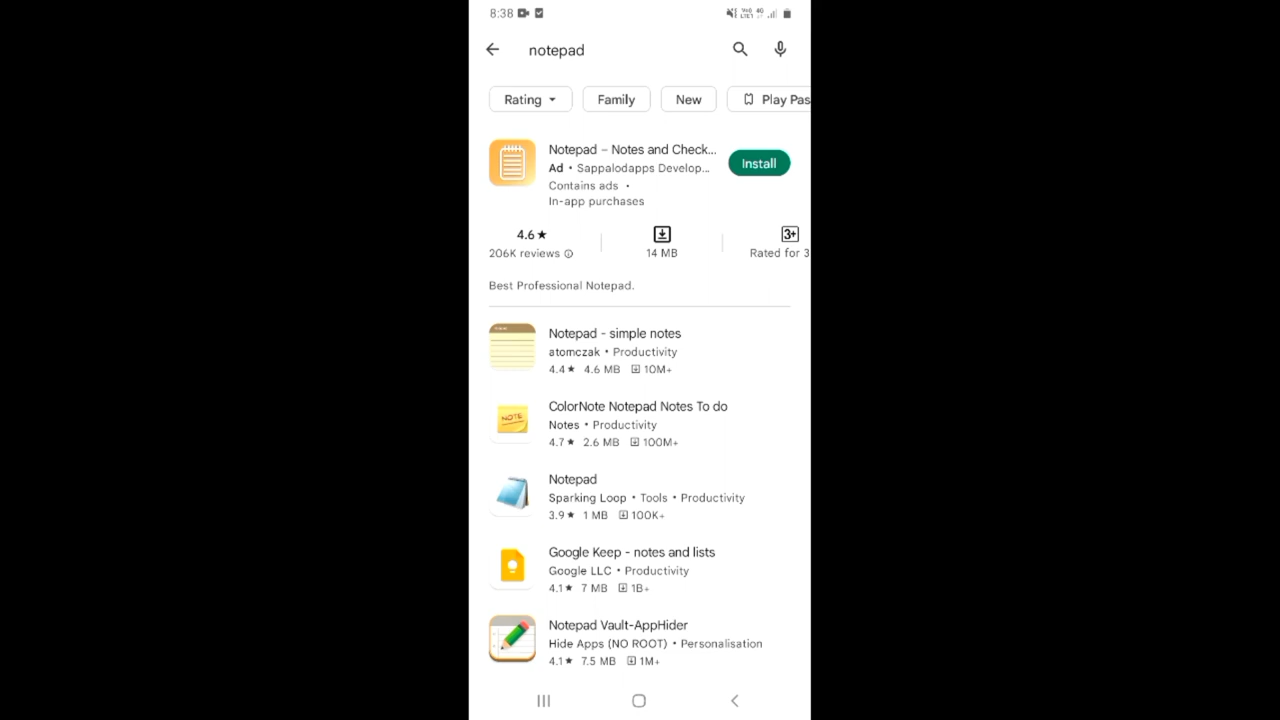 8:38
notepad
Rating
Family
New
Play Pas
Notepad – Notes and Check...
Ad • Sappalodapps Develop...
Contains ads •
In-app purchases
Install
4.6★
206K reviews
14 MB
3+
Rated for 3
Best Professional Notepad.
Notepad - simple notes
atomczak • Productivity
4.4★ 4.6 MB 10M+
NOTE
ColorNote Notepad Notes To do
Notes • Productivity
4.7★ 2.6 MB 100M+
Notepad
Sparking Loop • Tools • Productivity
3.9★ 1 MB 100K+
Google Keep - notes and lists
Google LLC • Productivity
4.1★ 7 MB 1B+
Notepad Vault-AppHider
Hide Apps (NO ROOT) • Personalisation
4.1★ 7.5 MB 1M+